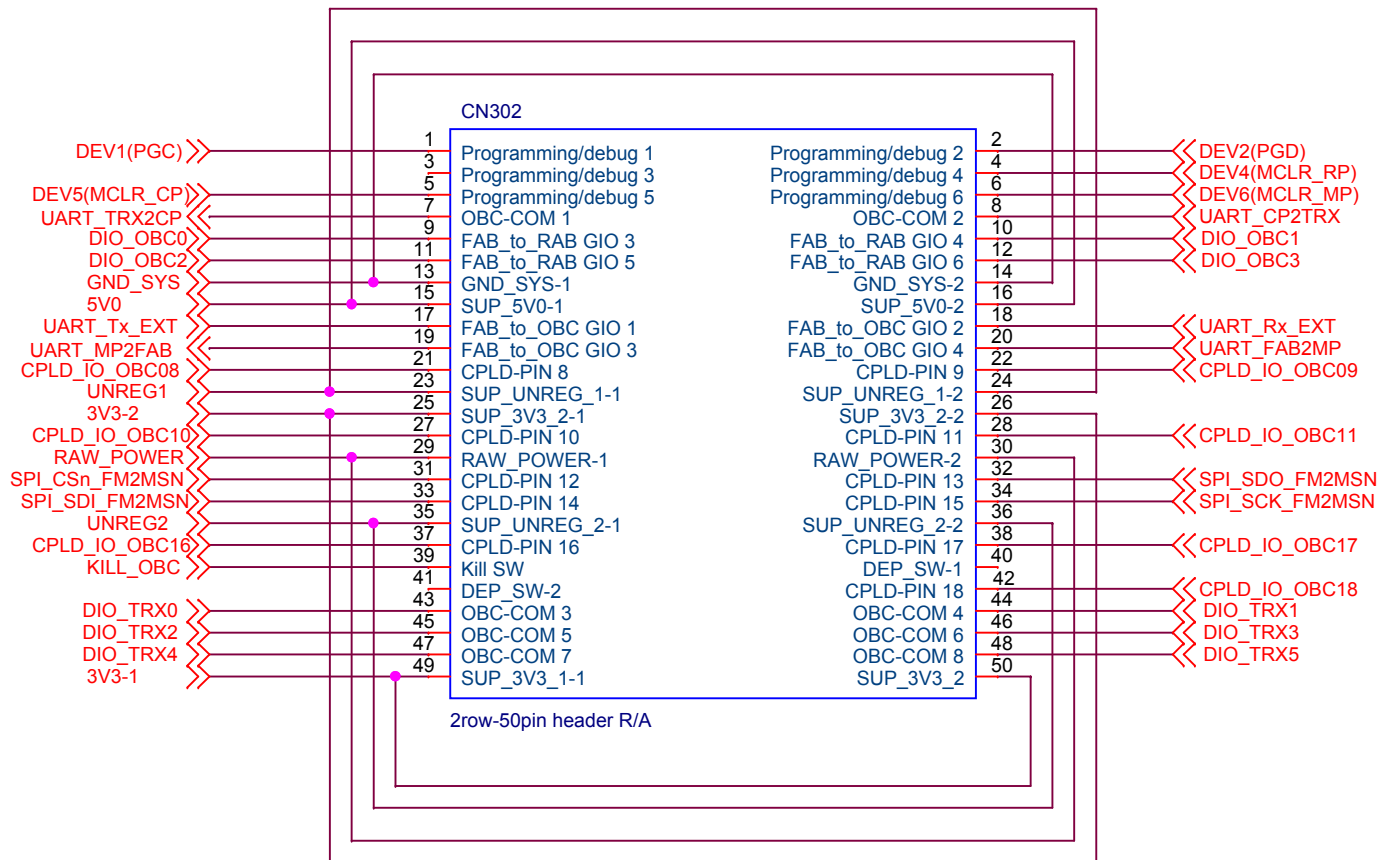 CN302
DEV1(PGC) 1 Programming/debug 1 Programming/debug 2 2 DEV2(PGD)
3 Programming/debug 3 Programming/debug 4 4 DEV4(MCLR_RP)
DEV5(MCLR_CP) 5 Programming/debug 5 Programming/debug 6 6 DEV6(MCLR_MP)
UART_TRX2CP 7 OBC-COM 1 OBC-COM 2 8 UART_CP2TRX
DIO_OBC0 9 FAB_to_RAB GIO 3 FAB_to_RAB GIO 4 10 DIO_OBC1
DIO_OBC2 11 FAB_to_RAB GIO 5 FAB_to_RAB GIO 6 12 DIO_OBC3
GND_SYS 13 GND_SYS-1 GND_SYS-2 14
5V0 15 SUP_5V0-1 SUP_5V0-2 16
UART_Tx_EXT 17 FAB_to_OBC GIO 1 FAB_to_OBC GIO 2 18 UART_Rx_EXT
UART_MP2FAB 19 FAB_to_OBC GIO 3 FAB_to_OBC GIO 4 20 UART_FAB2MP
CPLD_IO_OBC08 21 CPLD-PIN 8 CPLD-PIN 9 22 CPLD_IO_OBC09
UNREG1 23 SUP_UNREG_1-1 SUP_UNREG_1-2 24
3V3-2 25 SUP_3V3_2-1 SUP_3V3_2-2 26
CPLD_IO_OBC10 27 CPLD-PIN 10 CPLD-PIN 11 28 CPLD_IO_OBC11
RAW_POWER 29 RAW_POWER-1 RAW_POWER-2 30
SPI_CSn_FM2MSN 31 CPLD-PIN 12 CPLD-PIN 13 32 SPI_SDO_FM2MSN
SPI_SDI_FM2MSN 33 CPLD-PIN 14 CPLD-PIN 15 34 SPI_SCK_FM2MSN
UNREG2 35 SUP_UNREG_2-1 SUP_UNREG_2-2 36
CPLD_IO_OBC16 37 CPLD-PIN 16 CPLD-PIN 17 38 CPLD_IO_OBC17
KILL_OBC 39 Kill SW DEP_SW-1 40
41 DEP_SW-2 CPLD-PIN 18 42 CPLD_IO_OBC18
DIO_TRX0 43 OBC-COM 3 OBC-COM 4 44 DIO_TRX1
DIO_TRX2 45 OBC-COM 5 OBC-COM 6 46 DIO_TRX3
DIO_TRX4 47 OBC-COM 7 OBC-COM 8 48 DIO_TRX5
3V3-1 49 SUP_3V3_1-1 SUP_3V3_2 50
2row-50pin header R/A